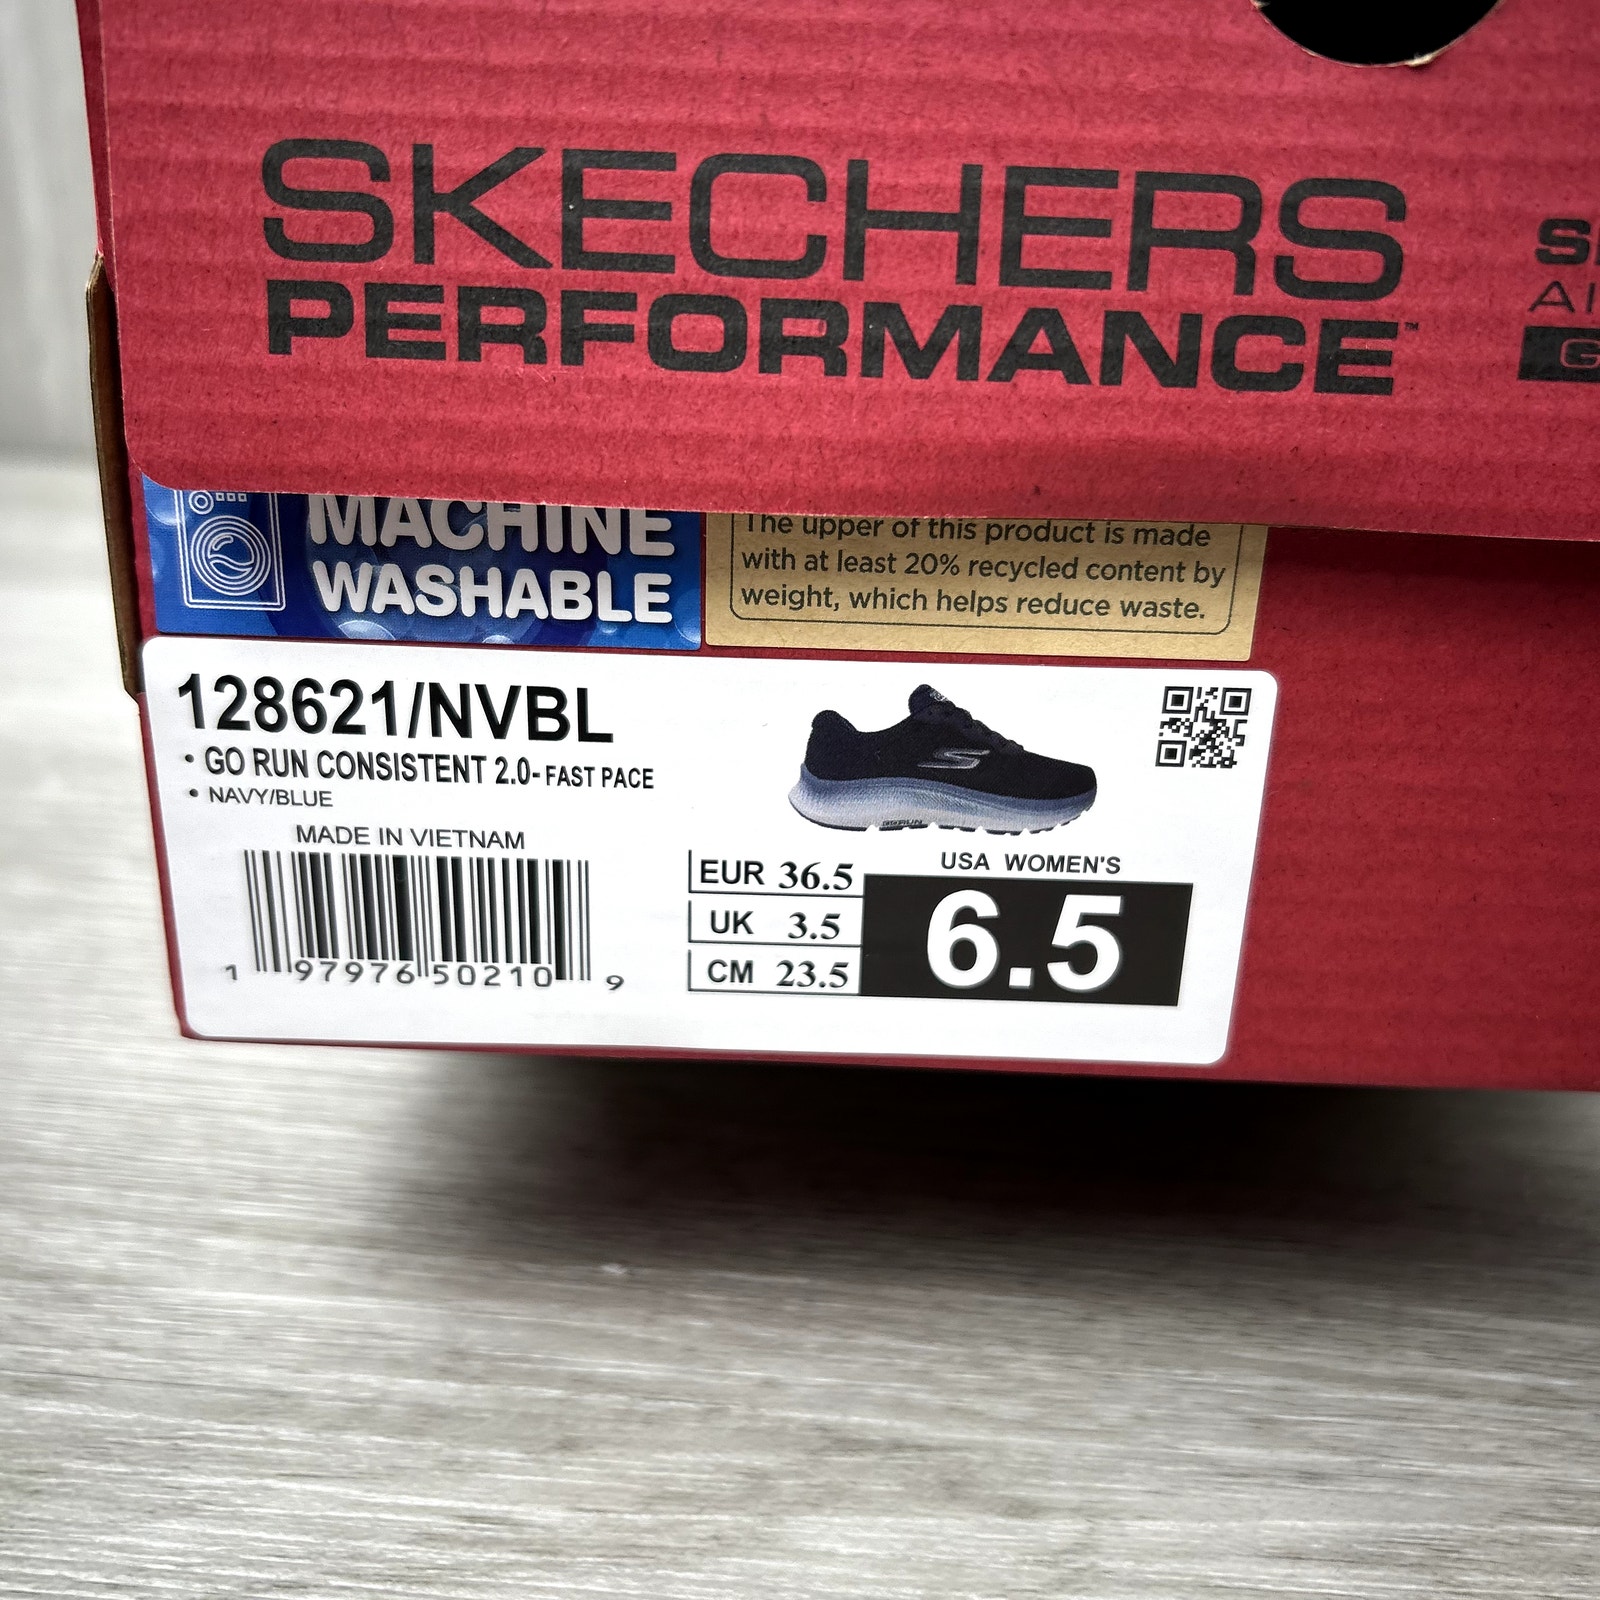 SKECHERS
PERFORMANCE™
MACHINE
WASHABLE
The upper of this product is made
with at least 20% recycled content by
weight, which helps reduce waste.
128621/NVBL
• GO RUN CONSISTENT 2.0-FAST PACE
• NAVY/BLUE
MADE IN VIETNAM
1 97976 50210 9
EUR 36.5
UK 3.5
CM 23.5
USA WOMEN'S
6.5